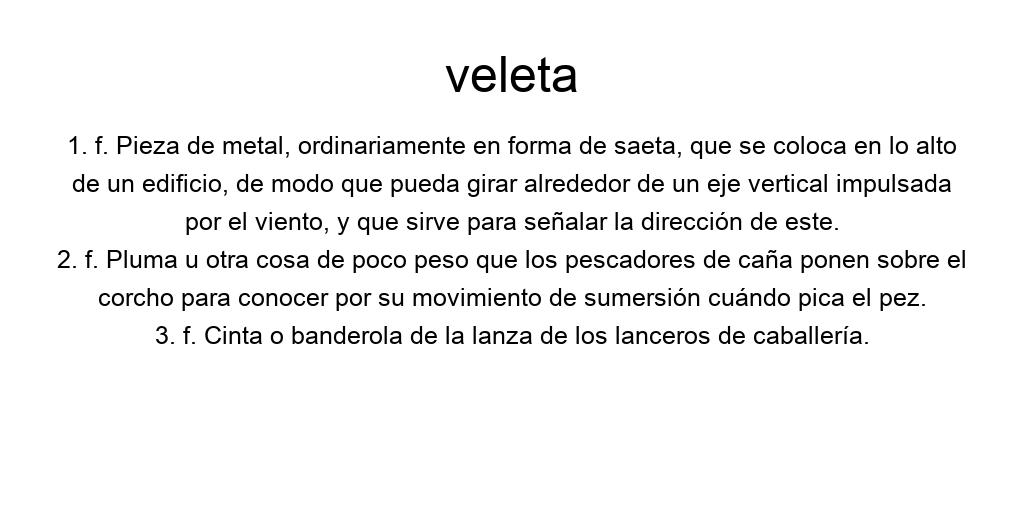 veleta
1. f. Pieza de metal, ordinariamente en forma de saeta, que se coloca en lo alto
de un edificio, de modo que pueda girar alrededor de un eje vertical impulsada
por el viento, y que sirve para señalar la dirección de este.
2. f. Pluma u otra cosa de poco peso que los pescadores de caña ponen sobre el
corcho para conocer por su movimiento de sumersión cuándo pica el pez.
3. f. Cinta o banderola de la lanza de los lanceros de caballería.